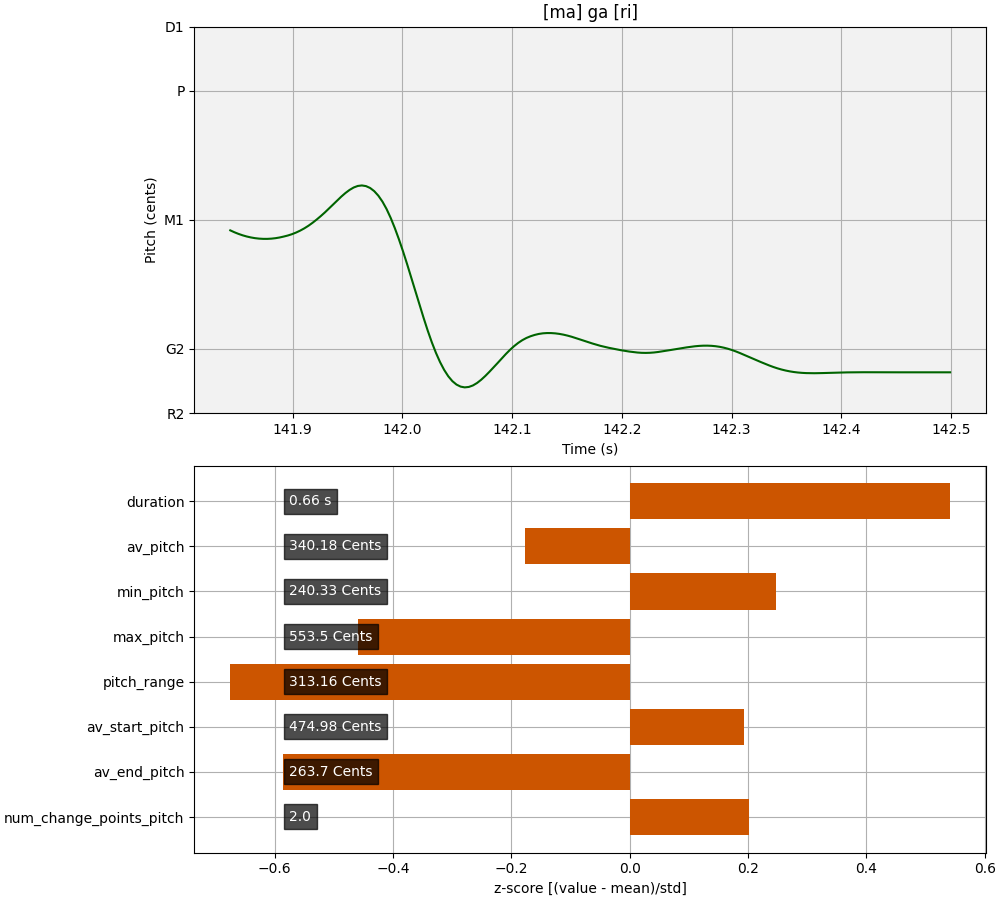 [ma] ga [ri]
D1
P
M1
G2
R2
Pitch (cents)
141.9 142.0 142.1 142.2 142.3 142.4 142.5
Time (s)
duration 0.66 s
av_pitch 340.18 Cents
min_pitch 240.33 Cents
max_pitch 553.5 Cents
pitch_range 313.16 Cents
av_start_pitch 474.98 Cents
av_end_pitch 263.7 Cents
num_change_points_pitch 2.0
−0.6 −0.4 −0.2 0.0 0.2 0.4 0.6
z-score [(value - mean)/std]